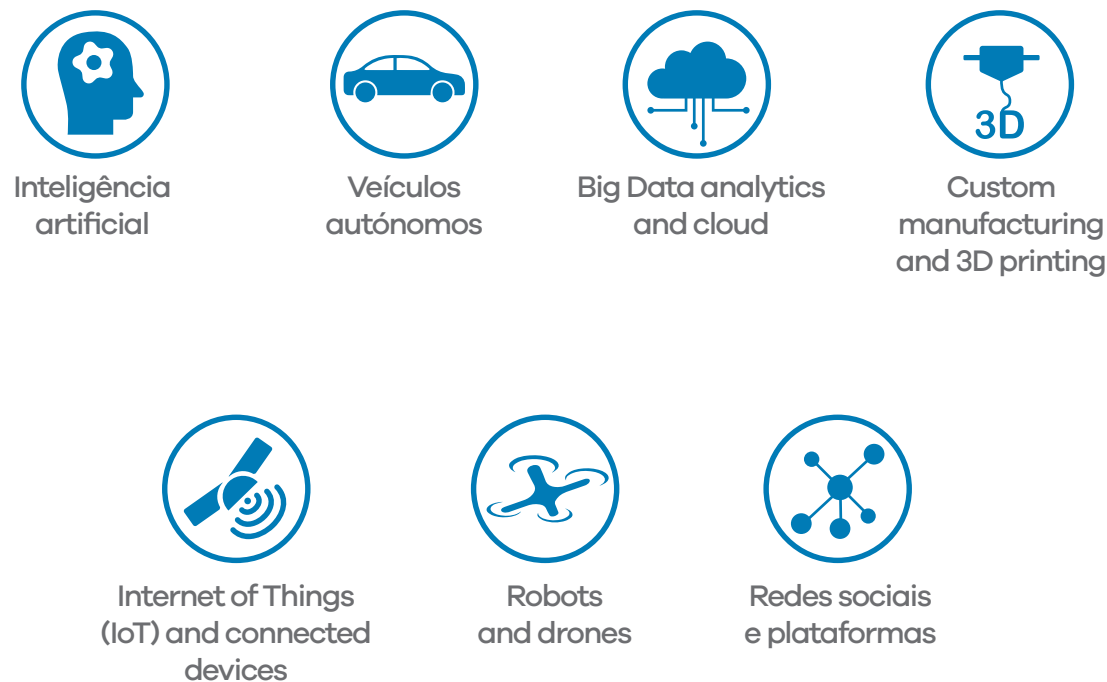 3D
Inteligência
artificial
Veículos
autónomos
Big Data analytics
and cloud
Custom
manufacturing
and 3D printing
Internet of Things
(IoT) and connected
devices
Robots
and drones
Redes sociais
e plataformas